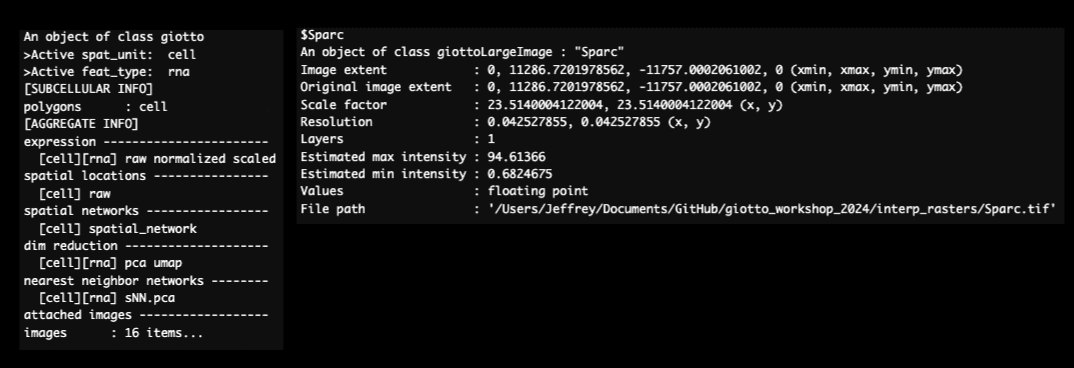 An object of class giotto
>Active spat_unit:  cell
>Active feat_type:  rna
[SUBCELLULAR INFO]
polygons      : cell
[AGGREGATE INFO]
expression -----------------------
  [cell][rna] raw normalized scaled
spatial locations ----------------
  [cell] raw
spatial networks -----------------
  [cell] spatial_network
dim reduction --------------------
  [cell][rna] pca umap
nearest neighbor networks --------
  [cell][rna] sNN.pca
attached images ------------------
images      : 16 items...
$Sparc
An object of class giottoLargeImage : "Sparc"
Image extent            : 0, 11286.7201978562, -11757.0002061002, 0 (xmin, xmax, ymin, ymax)
Original image extent   : 0, 11286.7201978562, -11757.0002061002, 0 (xmin, xmax, ymin, ymax)
Scale factor            : 23.5140004122004, 23.5140004122004 (x, y)
Resolution              : 0.042527855, 0.042527855 (x, y)
Layers                  : 1
Estimated max intensity : 94.61366
Estimated min intensity : 0.6824675
Values                  : floating point
File path               : '/Users/Jeffrey/Documents/GitHub/giotto_workshop_2024/interp_rasters/Sparc.tif'